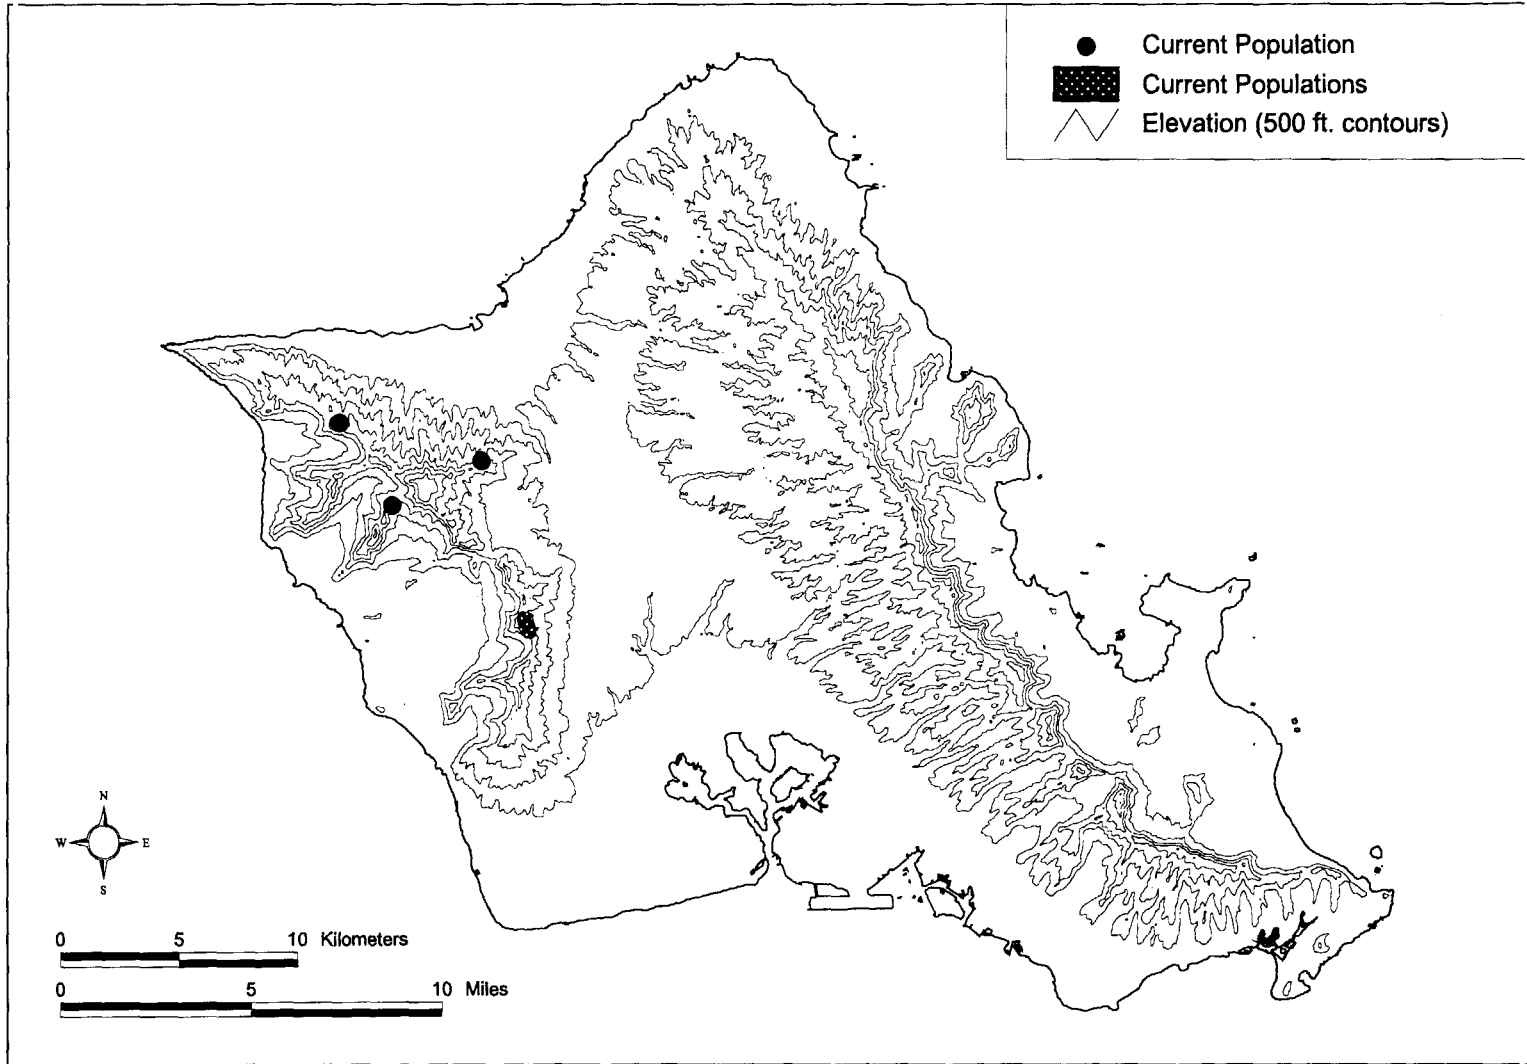 Current Population
Current Populations
Elevation (500 ft. contours)
N
W E
S
0 5 10 Kilometers
0 5 10 Miles